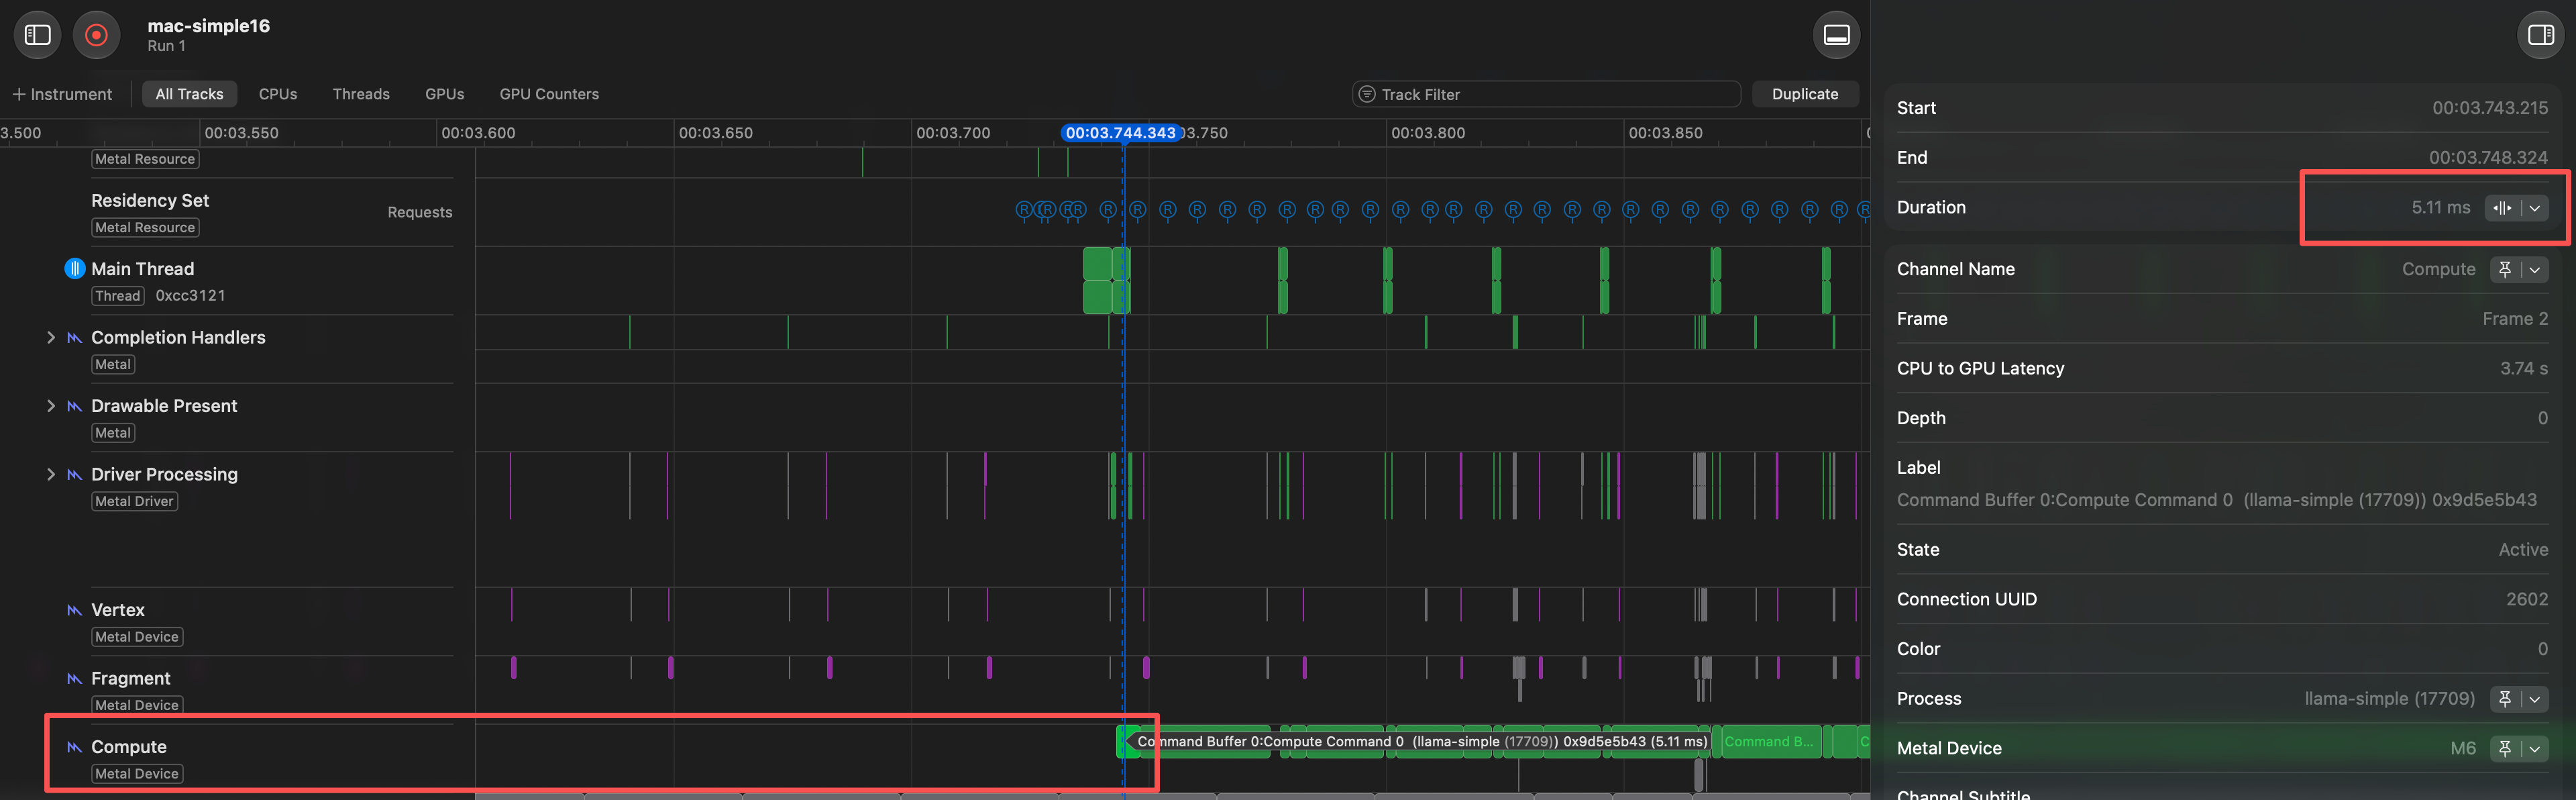 mac-simple16
Run 1
+ Instrument
All Tracks
CPUs
Threads
GPUs
GPU Counters
Track Filter
Duplicate
3.500
00:03.550
00:03.600
00:03.650
00:03.700
00:03.744.343
03.750
00:03.800
00:03.850
Metal Resource
Residency Set
Requests
Metal Resource
Main Thread
Thread 0xcc3121
Completion Handlers
Metal
Drawable Present
Metal
Driver Processing
Metal Driver
Vertex
Metal Device
Fragment
Metal Device
Compute
Metal Device
Command Buffer 0:Compute Command 0 (llama-simple (17709)) 0x9d5e5b43 (5.11 ms)
Command B...
C
Start 00:03.743.215
End 00:03.748.324
Duration 5.11 ms
Channel Name Compute
Frame Frame 2
CPU to GPU Latency 3.74 s
Depth 0
Label
Command Buffer 0:Compute Command 0 (llama-simple (17709)) 0x9d5e5b43
State Active
Connection UUID 2602
Color 0
Process llama-simple (17709)
Metal Device M6
Channel Subtitle